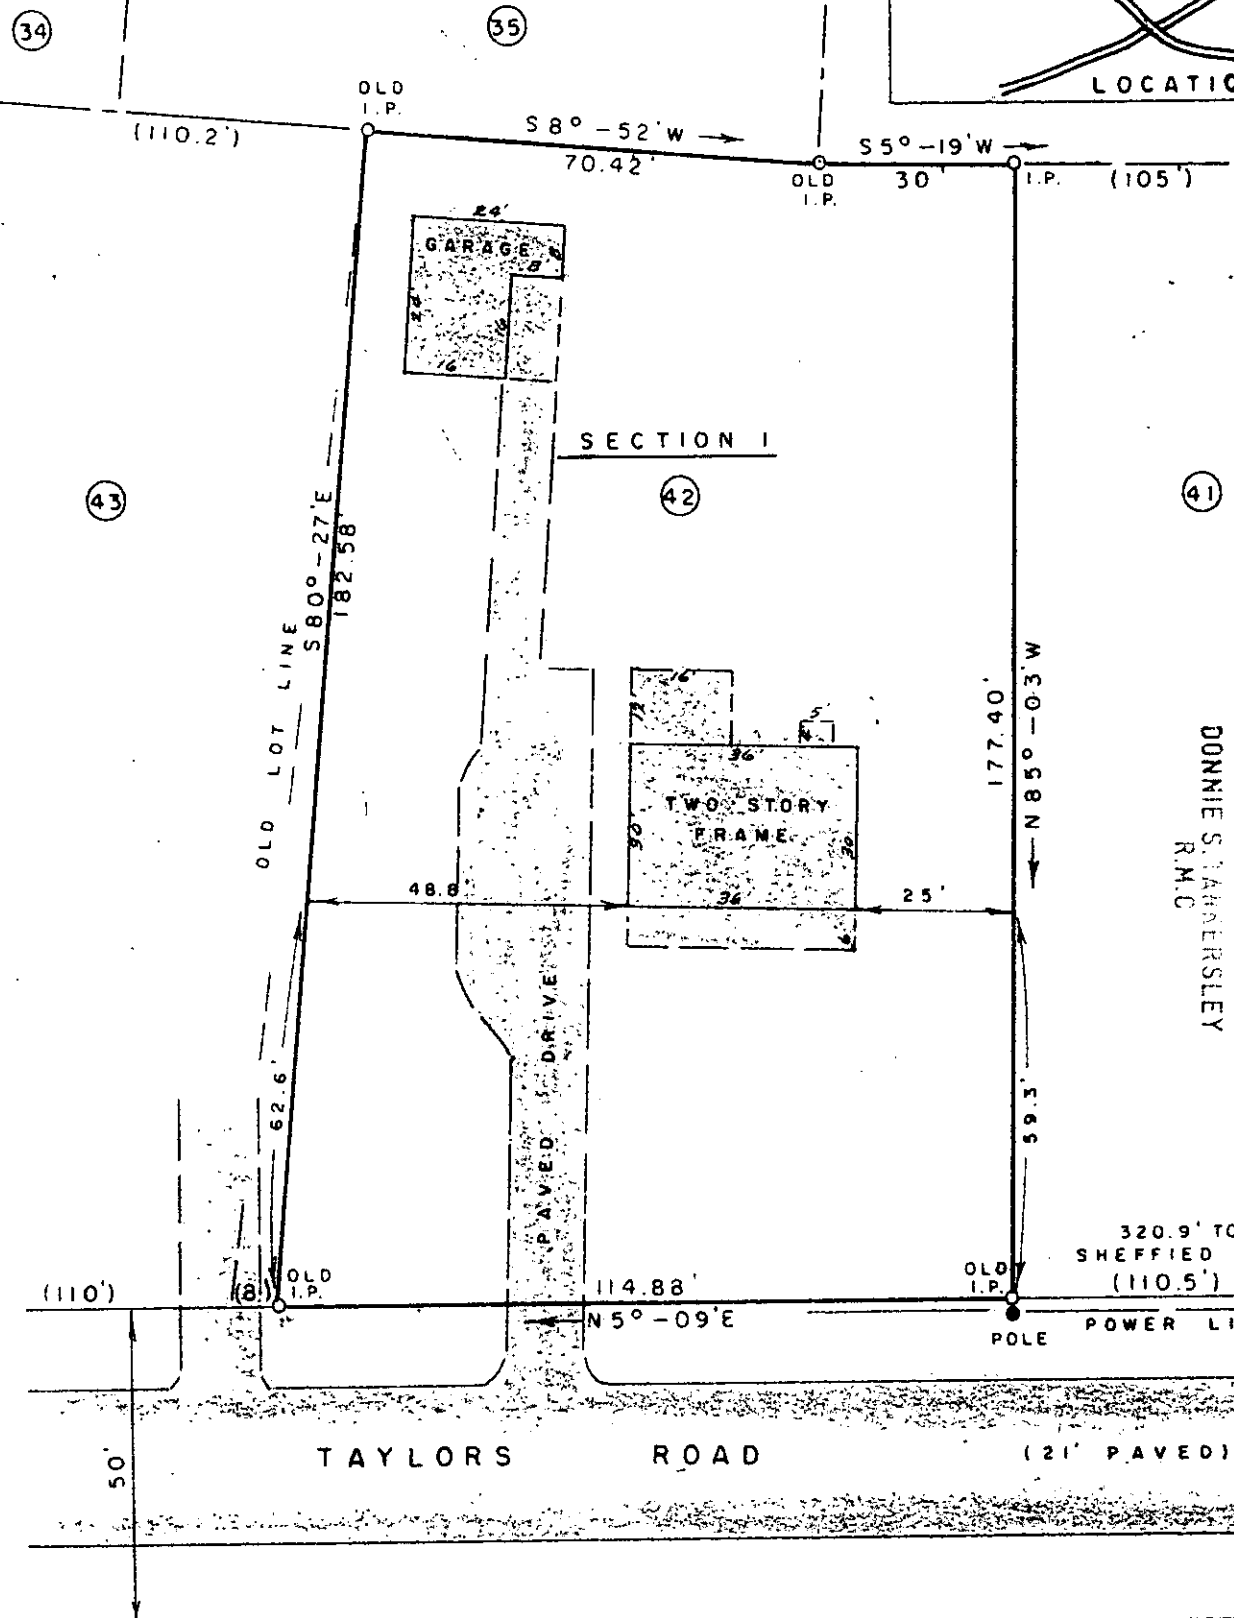 34
35
LOCATIO
OLD
I.P.
(110.2')
S 8° - 52' W
70.42'
S 5° - 19' W
30'
OLD
I.P.
I.P.
(105')
24'
GARAGE
8
8
24'
16
16
SECTION 1
43
42
41
S 80° - 27' E
182.58'
OLD LOT LINE
16'
12'
5'
4
36
TWO STORY
FRAME
30'
30
36
6
177.40'
N 85° - 03' W
DONNIE S. TANKERSLEY
R.M.C
48.8'
25'
62.6'
59.3'
PAVED DRIVE
320.9' TO
SHEFFIED
(110')
(8')
OLD
I.P.
114.88'
N 5° - 09' E
OLD
I.P.
(110.5')
POLE
POWER LI
50'
TAYLORS ROAD
(21' PAVED)